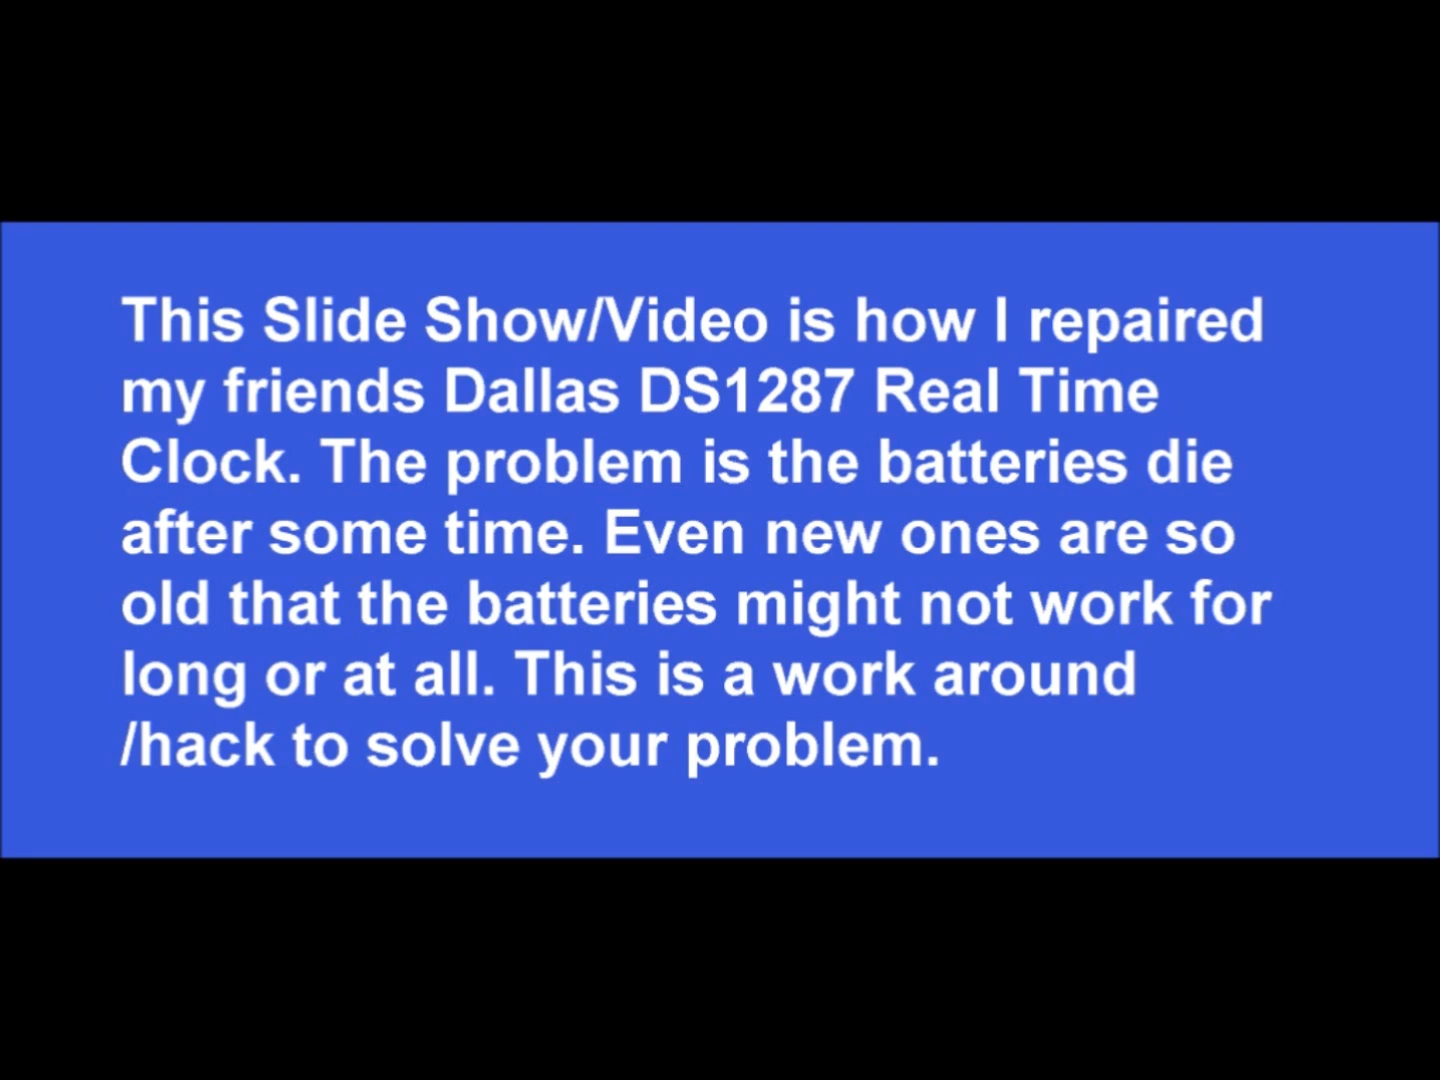 This Slide Show/Video is how I repaired
my friends Dallas DS1287 Real Time
Clock. The problem is the batteries die
after some time. Even new ones are so
old that the batteries might not work for
long or at all. This is a work around
/hack to solve your problem.